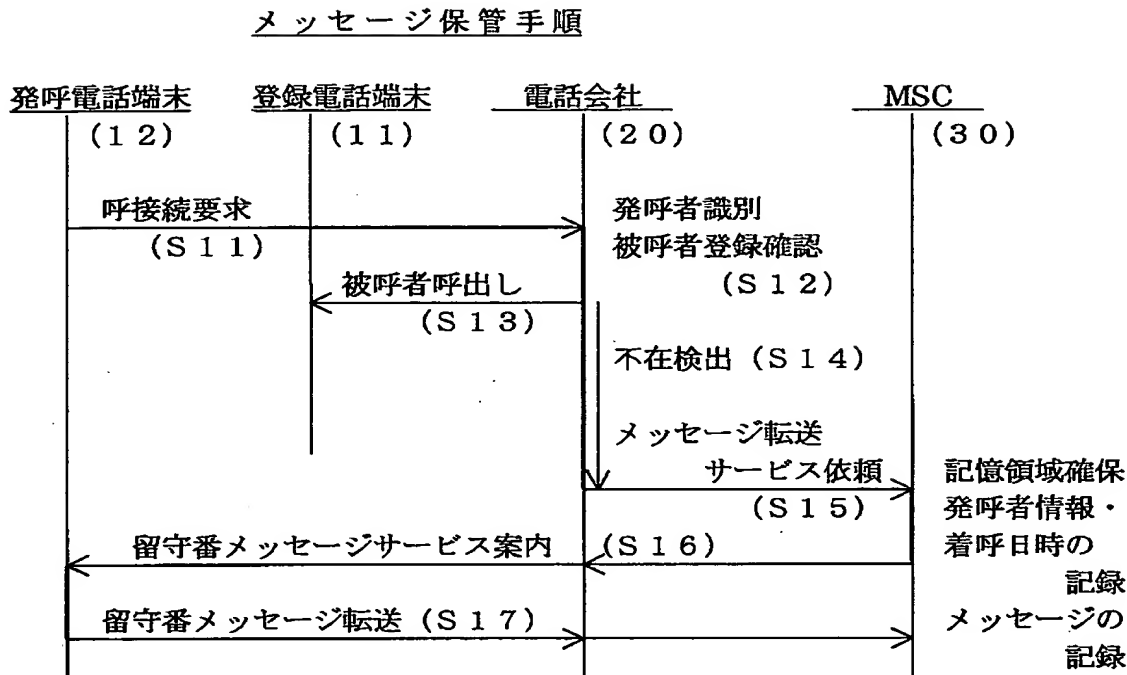 メッセージ保管手順
発呼電話端末 登録電話端末 電話会社 MSC
(12) (11) (20) (30)
呼接続要求 発呼者識別
(S11) 被呼者登録確認
被呼者呼出し (S12)
(S13)
不在検出 (S14)
メッセージ転送
サービス依頼 記憶領域確保
(S15) 発呼者情報・
留守番メッセージサービス案内 (S16) 着呼日時の
記録
留守番メッセージ転送 (S17) メッセージの
記録